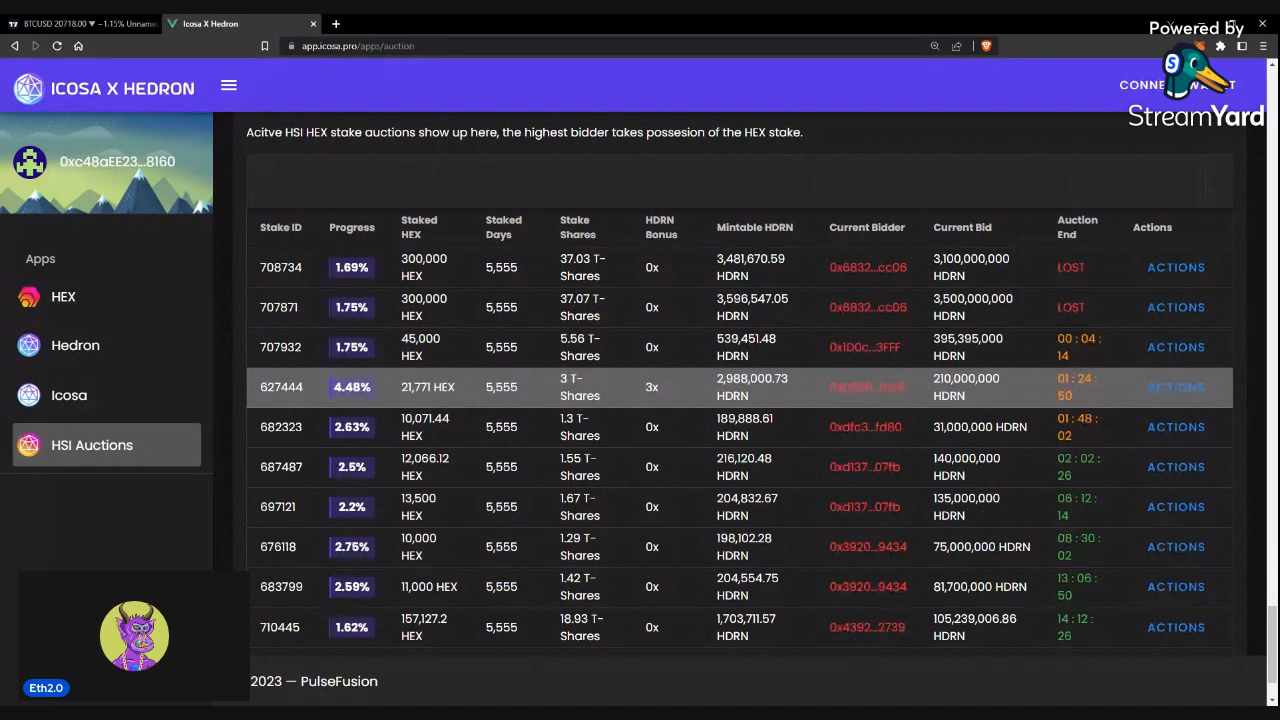 BTCUSD 20718.00 ▼ −1.15% Unname
Icosa X Hedron
app.icosa.pro/apps/auction
Powered by
StreamYard
ICOSA X HEDRON
0xc48aEE23...8160
Apps
HEX
Hedron
Icosa
HSI Auctions
Acitve HSI HEX stake auctions show up here, the highest bidder takes possesion of the HEX stake.
Stake ID Progress Staked HEX Staked Days Stake Shares HDRN Bonus Mintable HDRN Current Bidder Current Bid Auction End Actions
708734 1.69% 300,000 HEX 5,555 37.03 T-Shares 0x 3,481,670.59 HDRN 0x6832...cc06 3,100,000,000 HDRN LOST ACTIONS
707871 1.75% 300,000 HEX 5,555 37.07 T-Shares 0x 3,596,547.05 HDRN 0x6832...cc06 3,500,000,000 HDRN LOST ACTIONS
707932 1.75% 45,000 HEX 5,555 5.56 T-Shares 0x 539,451.48 HDRN 0x1D0c...3FFF 395,395,000 HDRN 00 : 04 : 14 ACTIONS
627444 4.48% 21,771 HEX 5,555 3 T-Shares 3x 2,988,000.73 HDRN 210,000,000 HDRN 01 : 24 : 50 ACTIONS
682323 2.63% 10,071.44 HEX 5,555 1.3 T-Shares 0x 189,888.61 HDRN 0xdfc3...fd80 31,000,000 HDRN 01 : 48 : 02 ACTIONS
687487 2.5% 12,066.12 HEX 5,555 1.55 T-Shares 0x 216,120.48 HDRN 0xd137...07fb 140,000,000 HDRN 02 : 02 : 26 ACTIONS
697121 2.2% 13,500 HEX 5,555 1.67 T-Shares 0x 204,832.67 HDRN 0xd137...07fb 135,000,000 HDRN 06 : 12 : 14 ACTIONS
676118 2.75% 10,000 HEX 5,555 1.29 T-Shares 0x 198,102.28 HDRN 0x3920...9434 75,000,000 HDRN 08 : 30 : 02 ACTIONS
683799 2.59% 11,000 HEX 5,555 1.42 T-Shares 0x 204,554.75 HDRN 0x3920...9434 81,700,000 HDRN 13 : 06 : 50 ACTIONS
710445 1.62% 157,127.2 HEX 5,555 18.93 T-Shares 0x 1,703,711.57 HDRN 0x4392...2739 105,239,006.86 HDRN 14 : 12 : 26 ACTIONS
2023 — PulseFusion
Eth2.0